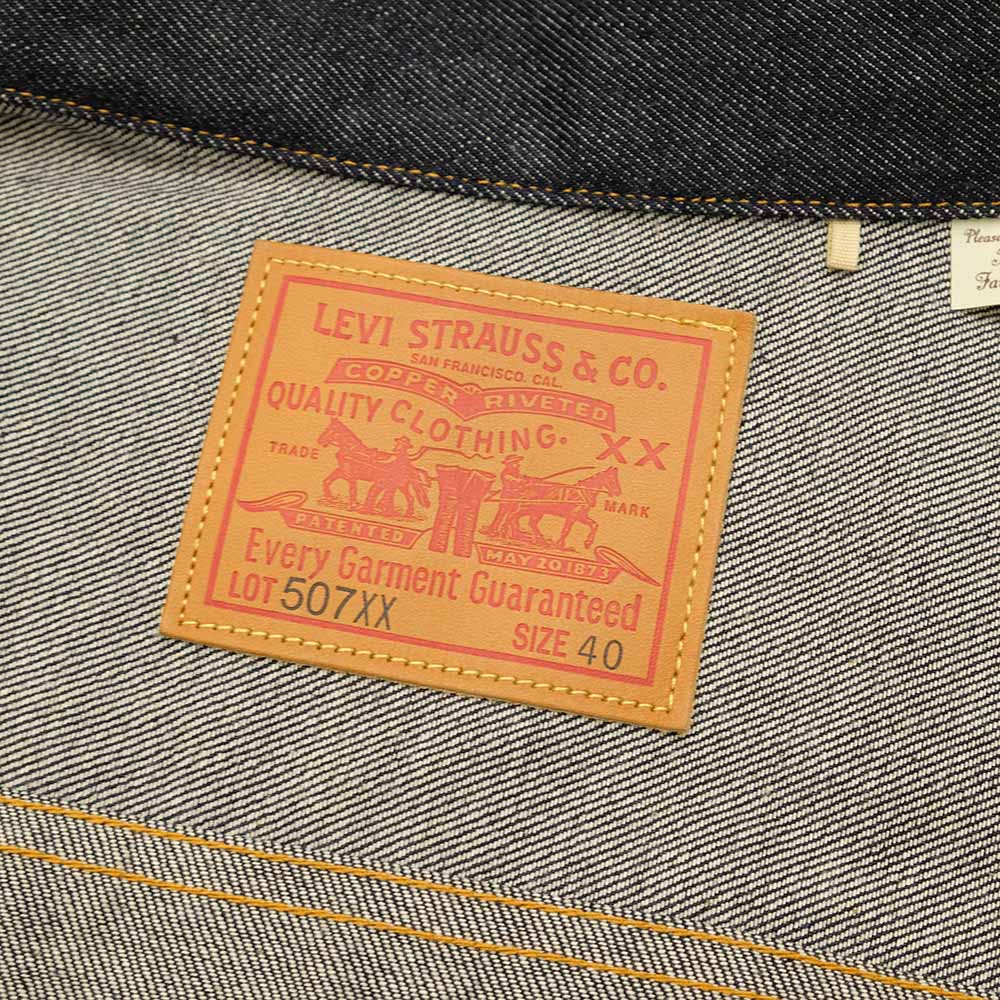 LEVI STRAUSS & CO.
SAN FRANCISCO, CAL.
COPPER RIVETED
QUALITY CLOTHING.
XX
TRADE MARK
PATENTED MAY 20 1873
Every Garment Guaranteed
LOT 507XX
SIZE 40
Please